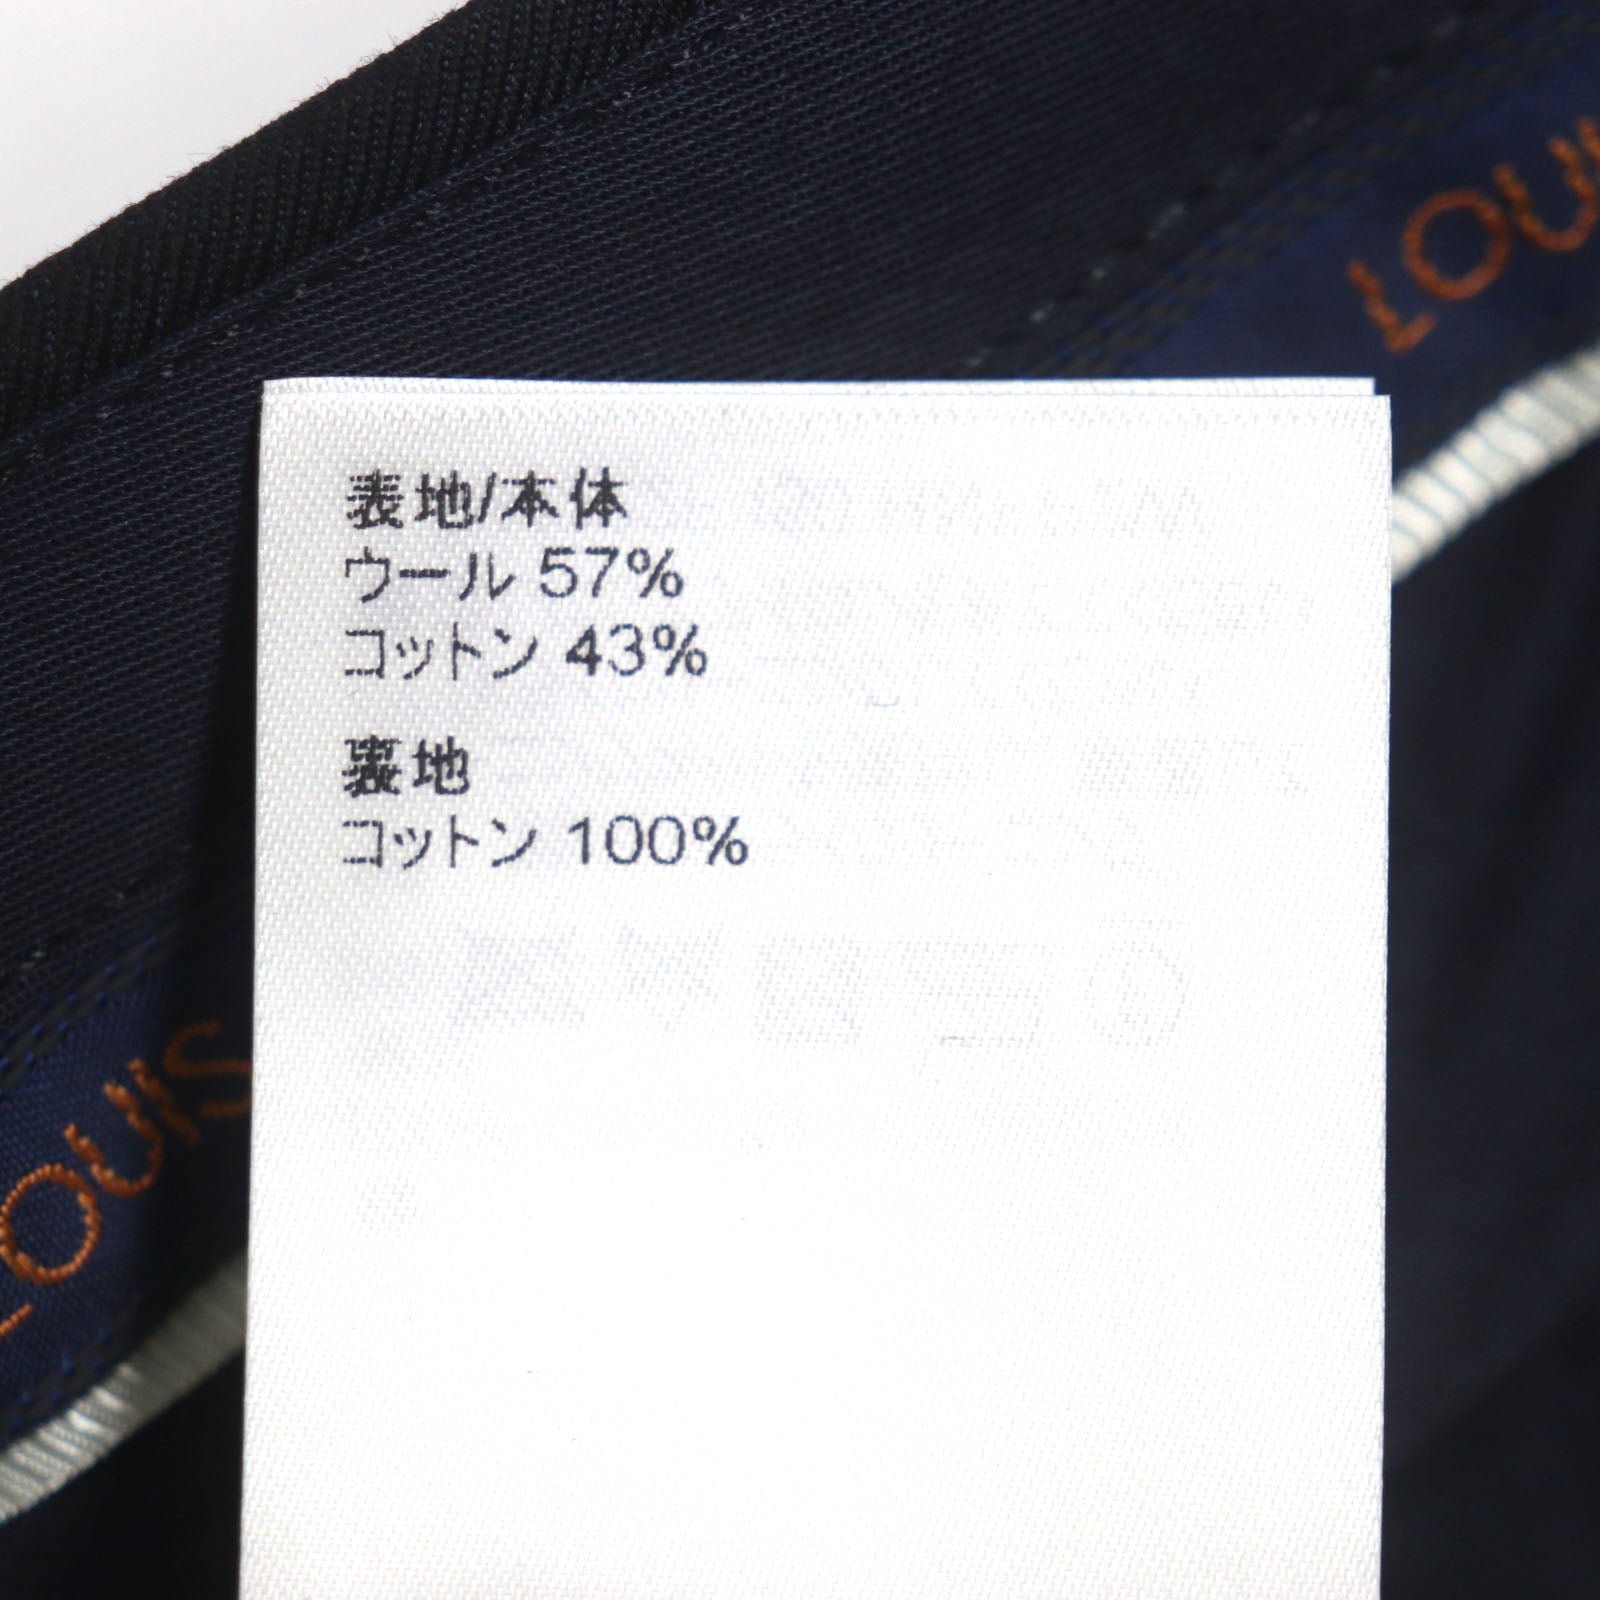 表地/本体
ウール 57%
コットン 43%
裏地
コットン 100%
LOUIS
LOUI